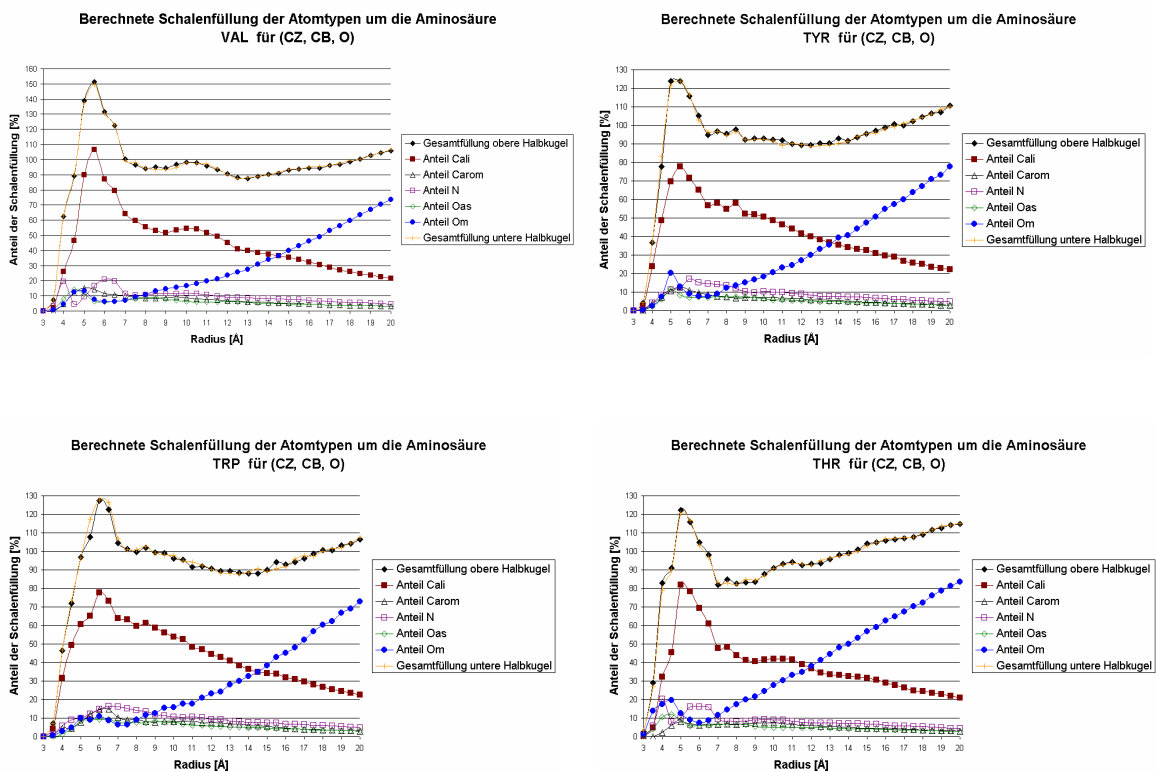 Berechnete Schalenfüllung der Atomtypen um die Aminosäure
VAL für (CZ, CB, O)
Anteil der Schalenfüllung [%]
160
150
140
130
120
110
100
90
80
70
60
50
40
30
20
10
0
3 4 5 6 7 8 9 10 11 12 13 14 15 16 17 18 19 20
Radius [Å]
Gesamtfüllung obere Halbkugel
Anteil Cali
Anteil Carom
Anteil N
Anteil Oas
Anteil Om
Gesamtfüllung untere Halbkugel
Berechnete Schalenfüllung der Atomtypen um die Aminosäure
TYR für (CZ, CB, O)
Anteil der Schalenfüllung [%]
130
120
110
100
90
80
70
60
50
40
30
20
10
0
3 4 5 6 7 8 9 10 11 12 13 14 15 16 17 18 19 20
Radius [Å]
Gesamtfüllung obere Halbkugel
Anteil Cali
Anteil Carom
Anteil N
Anteil Oas
Anteil Om
Gesamtfüllung untere Halbkugel
Berechnete Schalenfüllung der Atomtypen um die Aminosäure
TRP für (CZ, CB, O)
Anteil der Schalenfüllung [%]
130
120
110
100
90
80
70
60
50
40
30
20
10
0
3 4 5 6 7 8 9 10 11 12 13 14 15 16 17 18 19 20
Radius [Å]
Gesamtfüllung obere Halbkugel
Anteil Cali
Anteil Carom
Anteil N
Anteil Oas
Anteil Om
Gesamtfüllung untere Halbkugel
Berechnete Schalenfüllung der Atomtypen um die Aminosäure
THR für (CZ, CB, O)
Anteil der Schalenfüllung [%]
130
120
110
100
90
80
70
60
50
40
30
20
10
0
3 4 5 6 7 8 9 10 11 12 13 14 15 16 17 18 19 20
Radius [Å]
Gesamtfüllung obere Halbkugel
Anteil Cali
Anteil Carom
Anteil N
Anteil Oas
Anteil Om
Gesamtfüllung untere Halbkugel